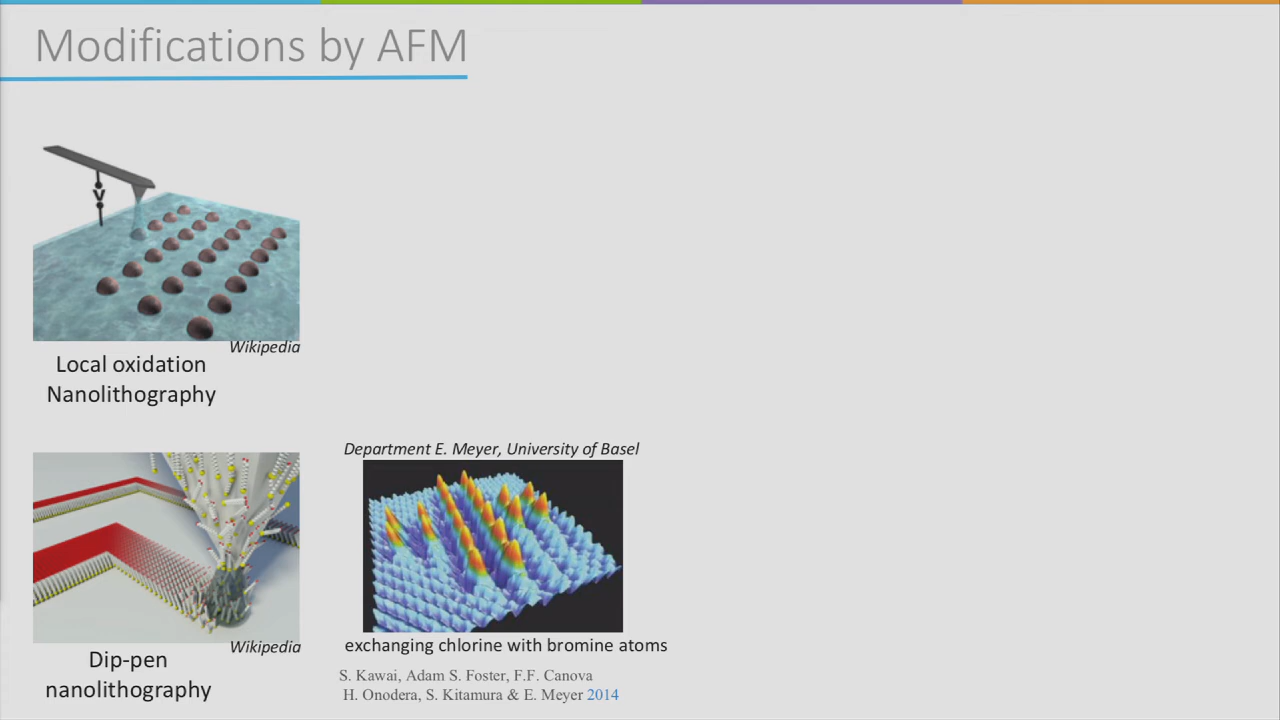 Modifications by AFM
V
Wikipedia
Local oxidation
Nanolithography
Department E. Meyer, University of Basel
Wikipedia
Dip-pen
nanolithography
exchanging chlorine with bromine atoms
S. Kawai, Adam S. Foster, F.F. Canova
H. Onodera, S. Kitamura & E. Meyer 2014